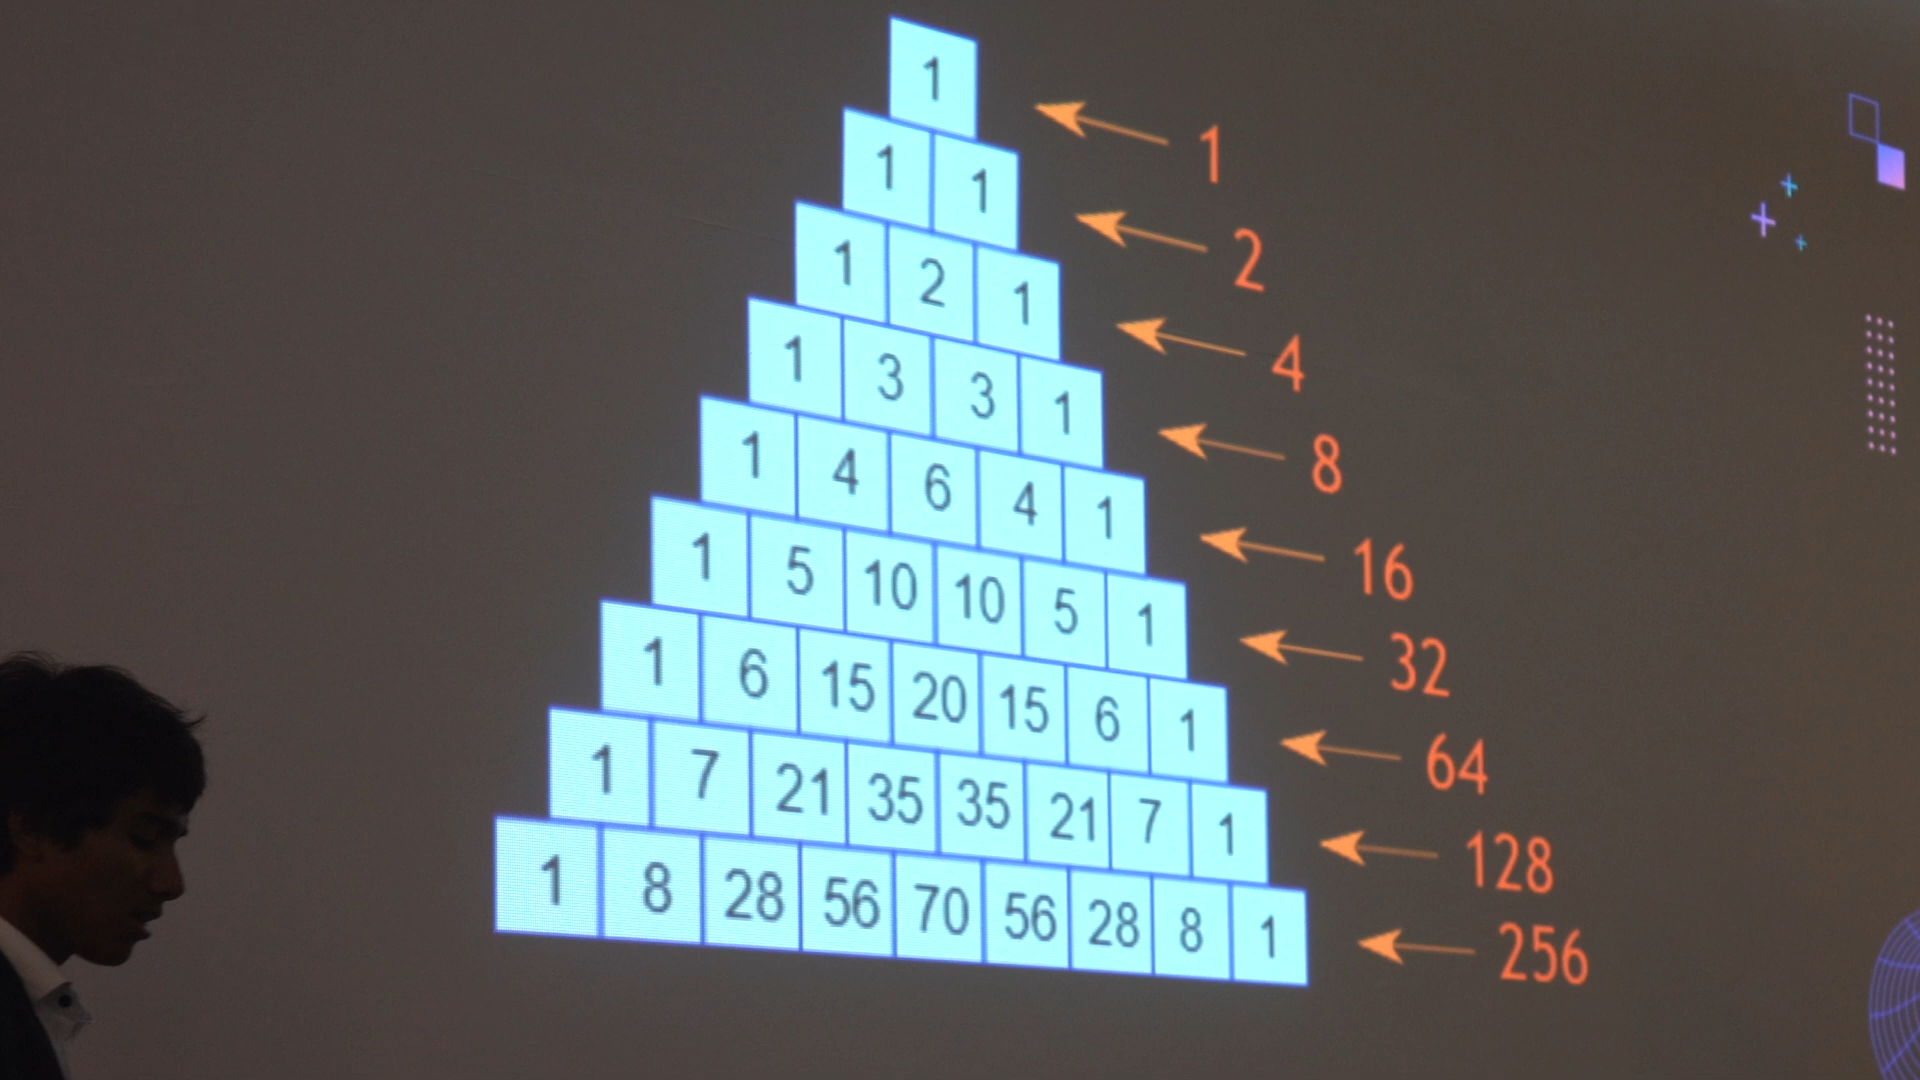 1
1 1 1
1 2 1 2
1 3 3 1 4
1 4 6 4 1 8
1 5 10 10 5 1 16
1 6 15 20 15 6 1 32
1 7 21 35 35 21 7 1 64
1 8 28 56 70 56 28 8 1 128
256